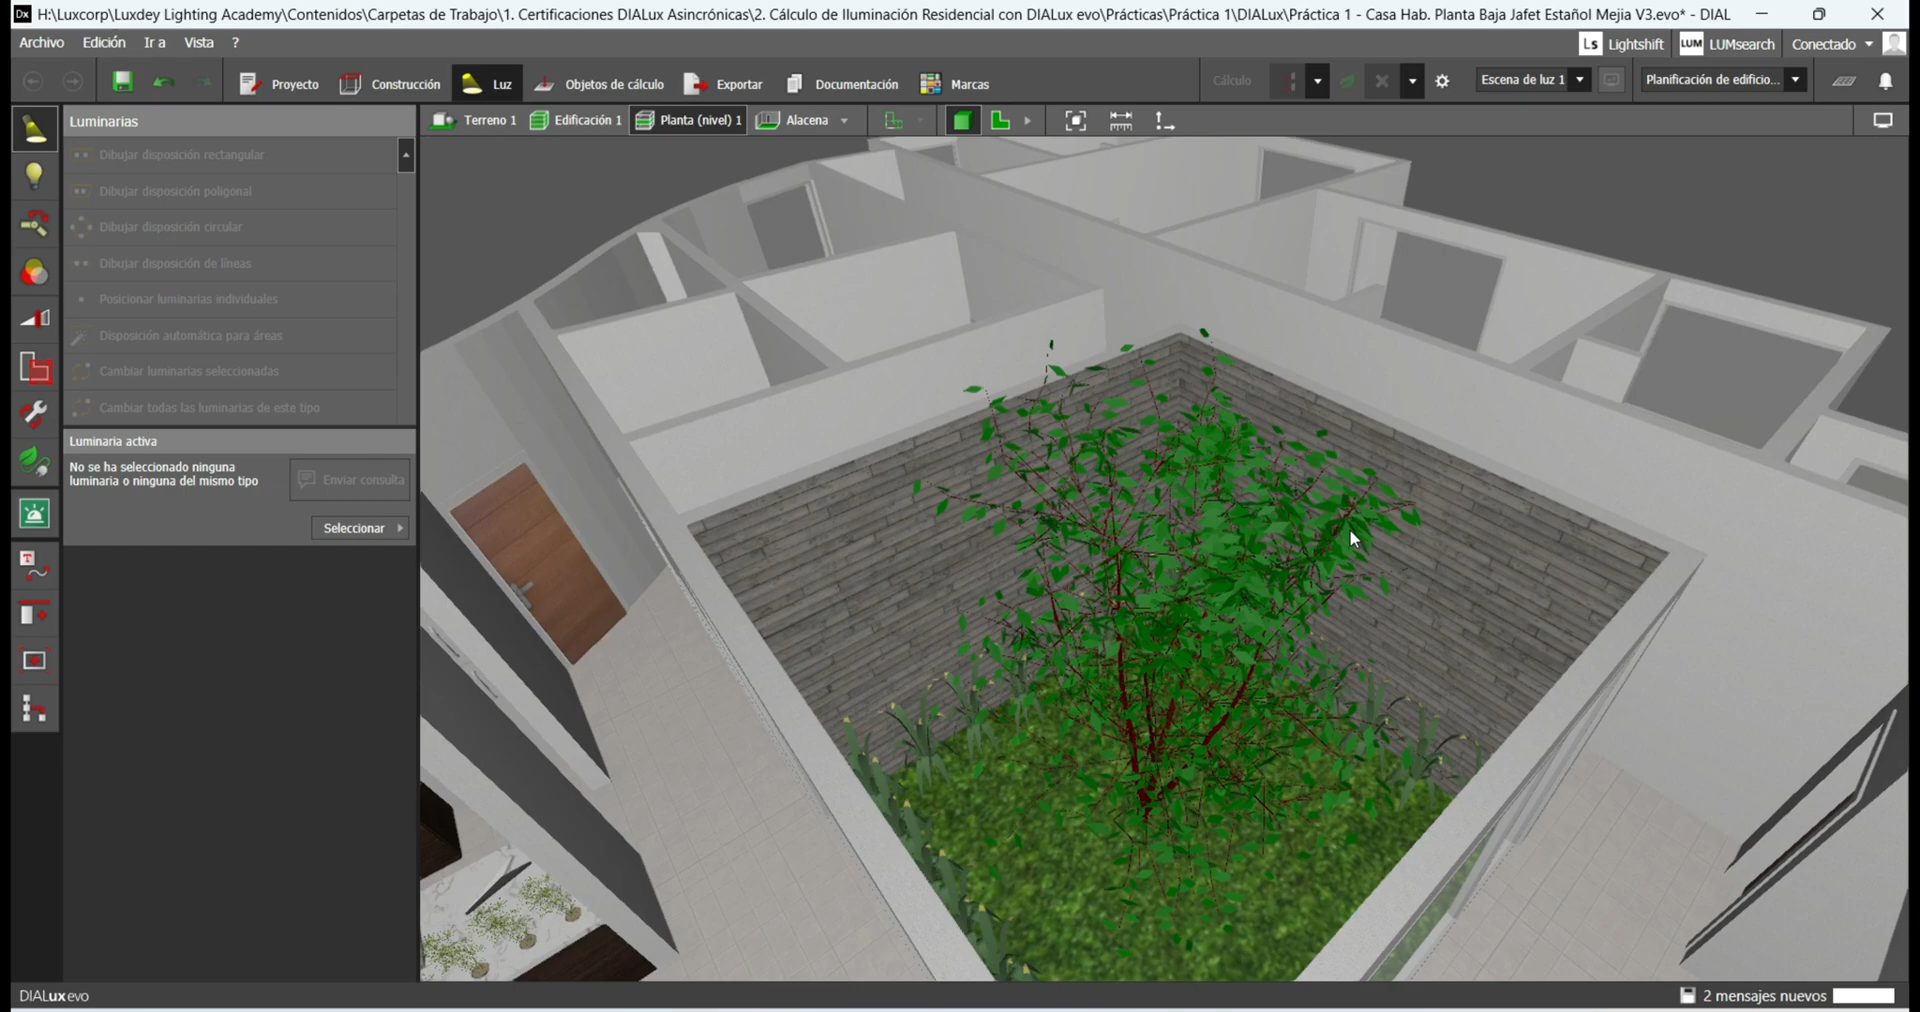 Dx H:\Luxcorp\Luxdey Lighting Academy\Contenidos\Carpetas de Trabajo\1. Certificaciones DIALux Asincrónicas\2. Cálculo de Iluminación Residencial con DIALux evo\Prácticas\Práctica 1\DIALux\Práctica 1 - Casa Hab. Planta Baja Jafet Estañol Mejia V3.evo* - DIAL
Archivo Edición Ir a Vista ? Ls Lightshift LUM LUMsearch Conectado
Proyecto Construcción Luz Objetos de cálculo Exportar Documentación Marcas Cálculo Escena de luz 1 Planificación de edificio...
Luminarias Terreno 1 Edificación 1 Planta (nivel) 1 Alacena
Dibujar disposición rectangular
Dibujar disposición poligonal
Dibujar disposición circular
Dibujar disposición de líneas
Posicionar luminarias individuales
Disposición automática para áreas
Cambiar luminarias seleccionadas
Cambiar todas las luminarias de este tipo
Luminaria activa
No se ha seleccionado ninguna
luminaria o ninguna del mismo tipo
Enviar consulta
Seleccionar
T
DIALux evo 2 mensajes nuevos